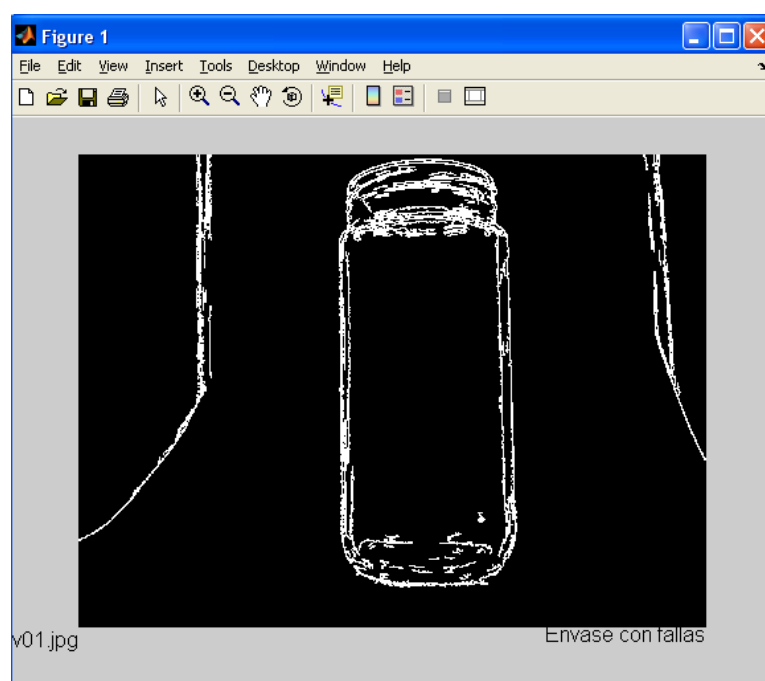 Figure 1
File Edit View Insert Tools Desktop Window Help
v01.jpg
Envase con fallas